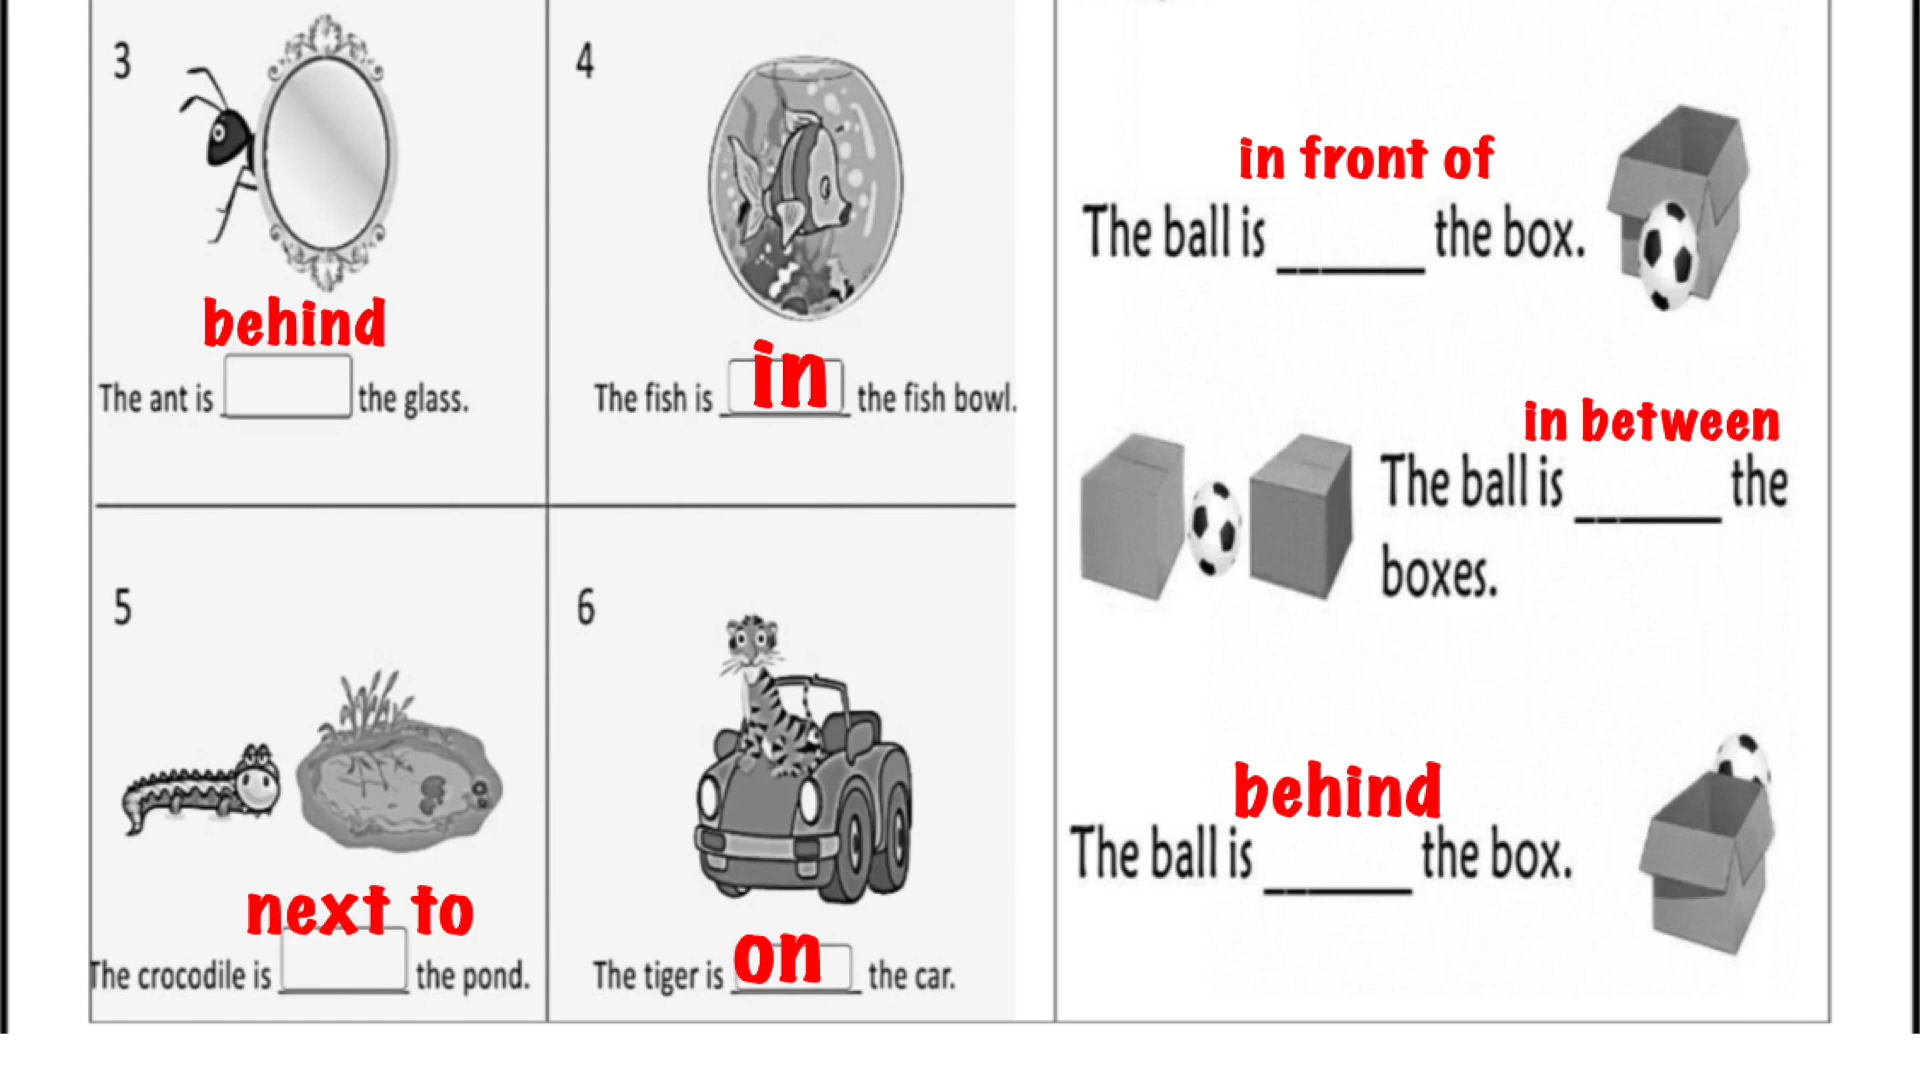 3
behind
The ant is the glass.
4
in
The fish is the fish bowl.
5
next to
The crocodile is the pond.
6
on
The tiger is the car.
in front of
The ball is ______ the box.
in between
The ball is ______ the
boxes.
behind
The ball is ______ the box.